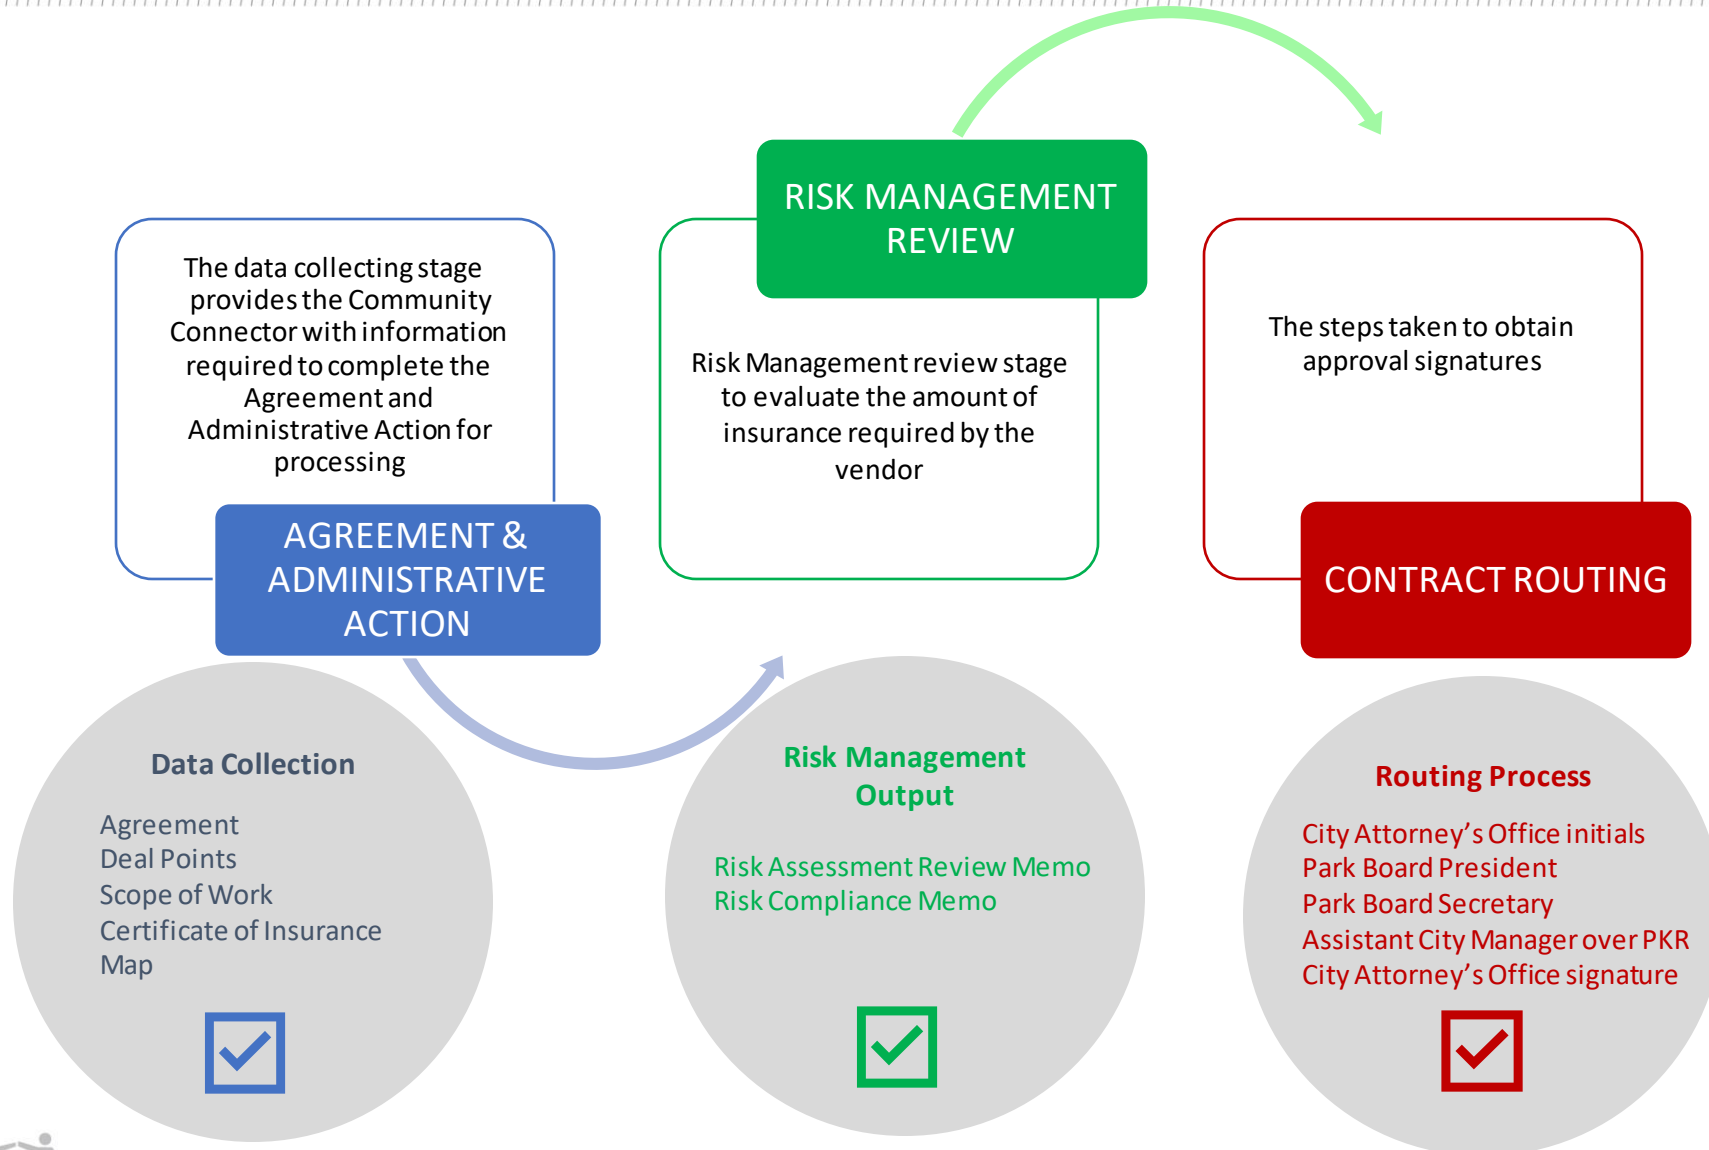 The data collecting stage
provides the Community
Connector with information
required to complete the
Agreement and
Administrative Action for
processing
AGREEMENT &
ADMINISTRATIVE
ACTION
RISK MANAGEMENT
REVIEW
Risk Management review stage
to evaluate the amount of
insurance required by the
vendor
The steps taken to obtain
approval signatures
CONTRACT ROUTING
Data Collection
Agreement
Deal Points
Scope of Work
Certificate of Insurance
Map
Risk Management
Output
Risk Assessment Review Memo
Risk Compliance Memo
Routing Process
City Attorney’s Office initials
Park Board President
Park Board Secretary
Assistant City Manager over PKR
City Attorney’s Office signature